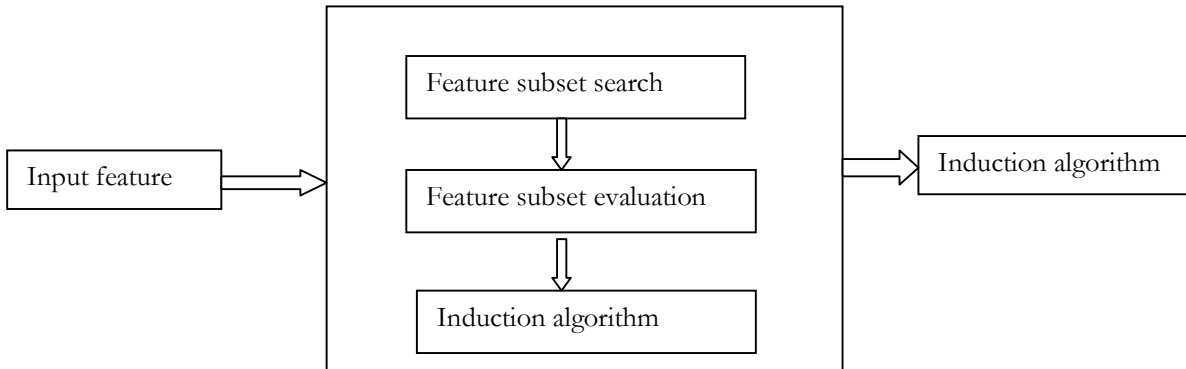 Input feature
Feature subset search
Feature subset evaluation
Induction algorithm
Induction algorithm